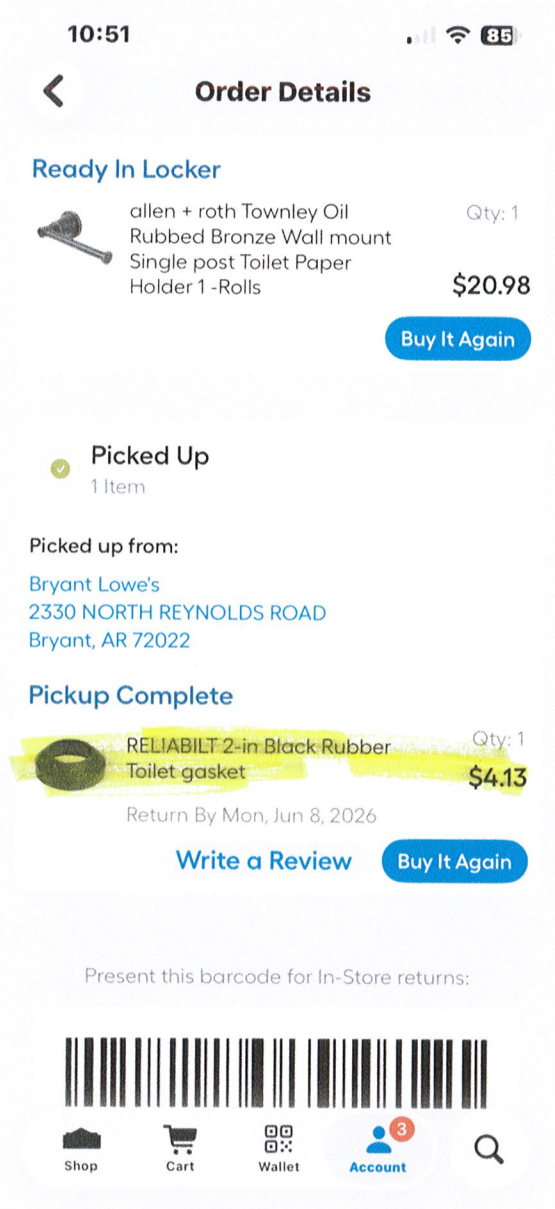 10:51
85
Order Details
Ready In Locker
allen + roth Townley Oil
Rubbed Bronze Wall mount
Single post Toilet Paper
Holder 1 -Rolls
Qty: 1
$20.98
Buy It Again
Picked Up
1 Item
Picked up from:
Bryant Lowe's
2330 NORTH REYNOLDS ROAD
Bryant, AR 72022
Pickup Complete
RELIABILT 2-in Black Rubber
Toilet gasket
Qty: 1
$4.13
Return By Mon, Jun 8, 2026
Write a Review
Buy It Again
Present this barcode for In-Store returns:
3
Shop
Cart
Wallet
Account